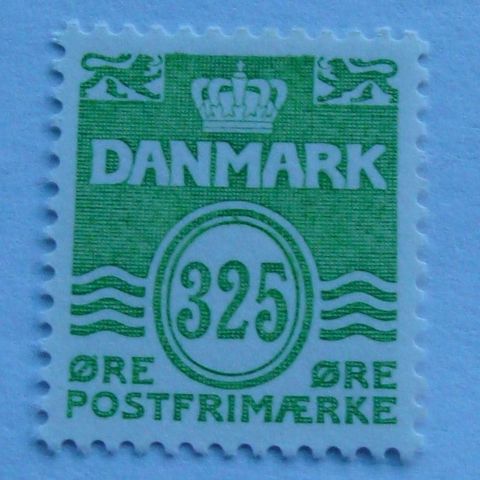 DANMARK
325
ØRE ØRE
POSTFRIMÆRKE